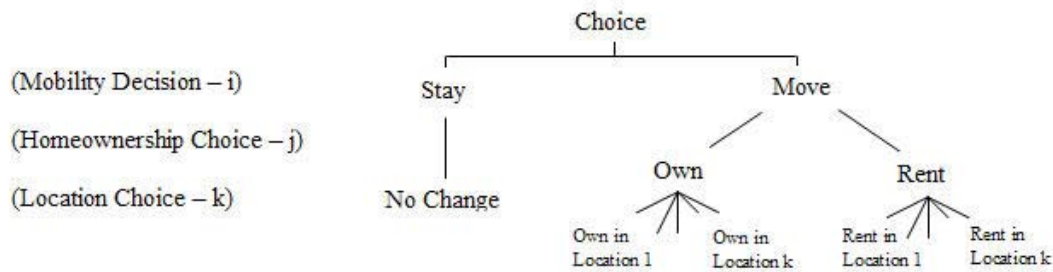 Choice
(Mobility Decision – i)
Stay
Move
(Homeownership Choice – j)
Own
Rent
(Location Choice – k)
No Change
Own in
Location 1
Own in
Location k
Rent in
Location 1
Rent in
Location k